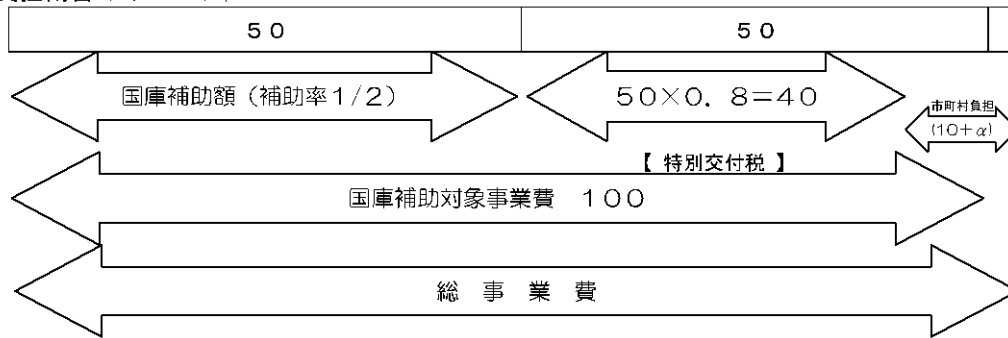 50 50
国庫補助額(補助率1/2) 50×0.8=40
市町村負担
(10+α)
【 特別交付税 】
国庫補助対象事業費 100
総 事 業 費